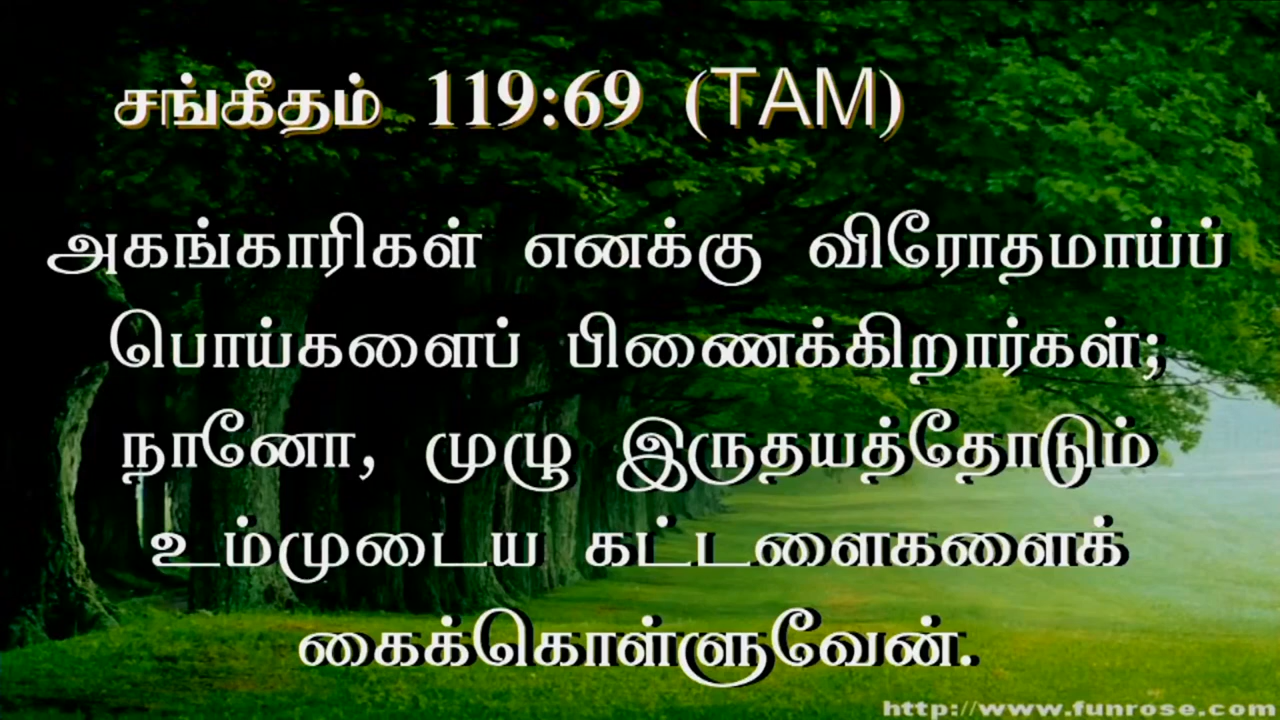 சங்கீதம் 119:69 (TAM)
அகங்காரிகள் எனக்கு விரோதமாய்ப்
பொய்களைப் பிணைக்கிறார்கள்;
நானோ, முழு இருதயத்தோடும்
உம்முடைய கட்டளைகளைக்
கைக்கொள்ளுவேன்.
http://www.funrose.com